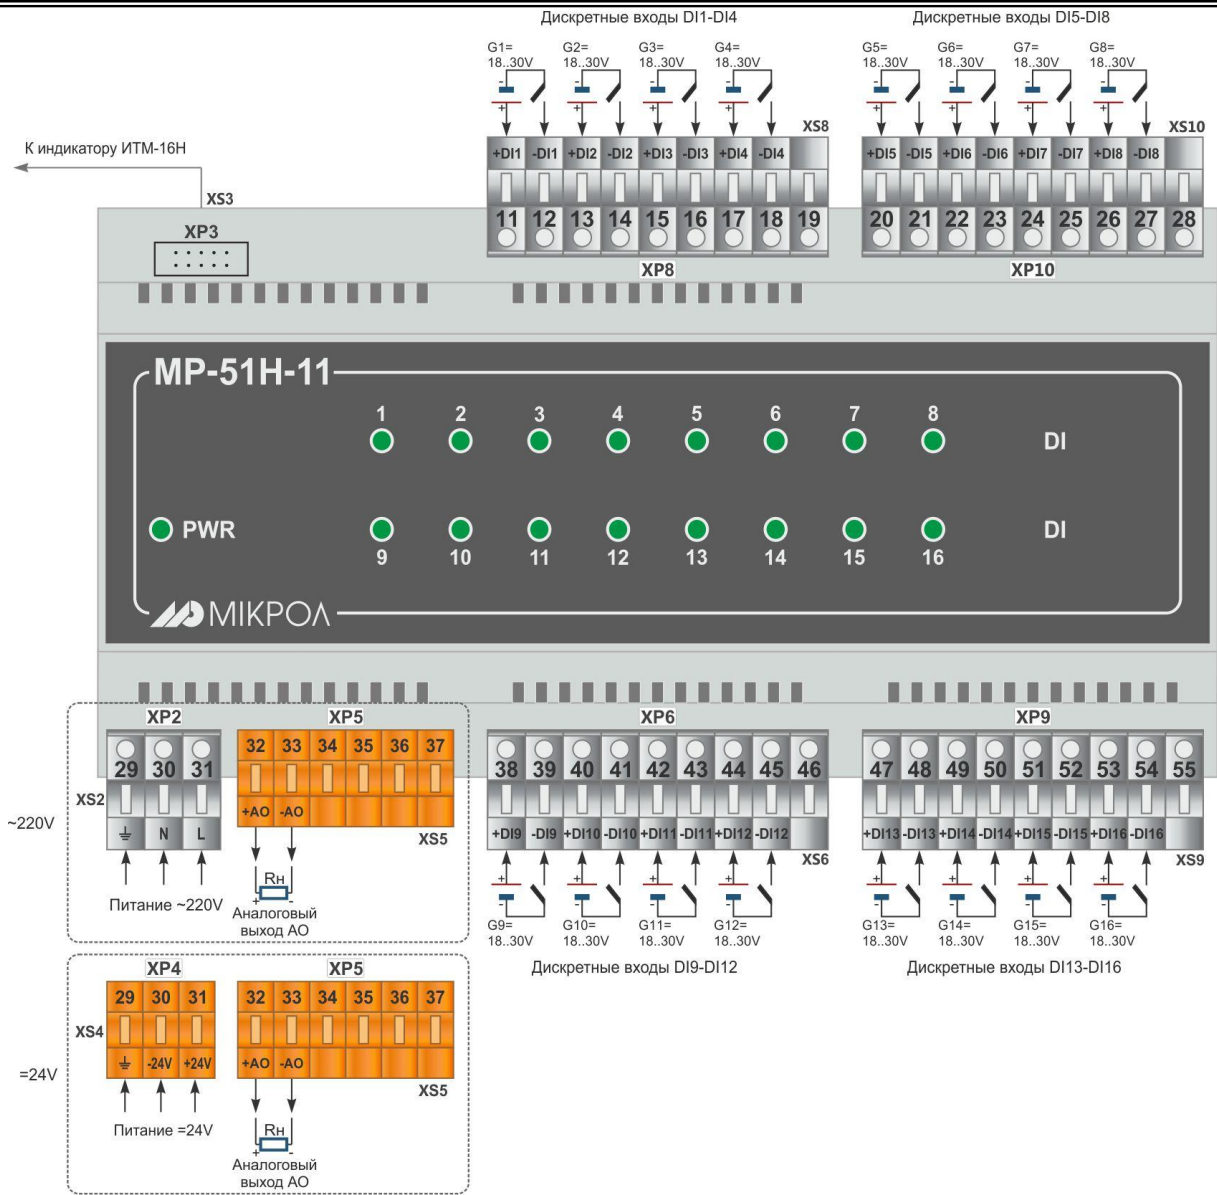 Дискретные входы DI1-DI4 Дискретные входы DI5-DI8
G1= G2= G3= G4= G5= G6= G7= G8=
18..30V 18..30V 18..30V 18..30V 18..30V 18..30V 18..30V 18..30V
- - - - - - - -
+ + + + + + + +
XS8 XS10
К индикатору ИТМ-16Н
+DI1 -DI1 +DI2 -DI2 +DI3 -DI3 +DI4 -DI4 +DI5 -DI5 +DI6 -DI6 +DI7 -DI7 +DI8 -DI8
XS3
11 12 13 14 15 16 17 18 19 20 21 22 23 24 25 26 27 28
XP3
XP8 XP10
МР-51Н-11
1 2 3 4 5 6 7 8
DI
PWR DI
9 10 11 12 13 14 15 16
МІКРОЛ
XP2 XP5 XP6 XP9
32 33 34 35 36 37
29 30 31 38 39 40 41 42 43 44 45 46 47 48 49 50 51 52 53 54 55
XS2
+AO -AO
~220V
N L +DI9 -DI9 +DI10 -DI10 +DI11 -DI11 +DI12 -DI12 +DI13 -DI13 +DI14 -DI14 +DI15 -DI15 +DI16 -DI16
XS5 XS6 XS9
Rн
+ + + + + + + +
Питание ~220V + - - - - - - - - -
Аналоговый
выход АО
G9= G10= G11= G12= G13= G14= G15= G16=
18..30V 18..30V 18..30V 18..30V 18..30V 18..30V 18..30V 18..30V
Дискретные входы DI9-DI12 Дискретные входы DI13-DI16
XP4 XP5
29 30 31 32 33 34 35 36 37
XS4
-24V +24V +AO -AO
=24V
XS5
Питание =24V Rн
+ -
Аналоговый
выход АО